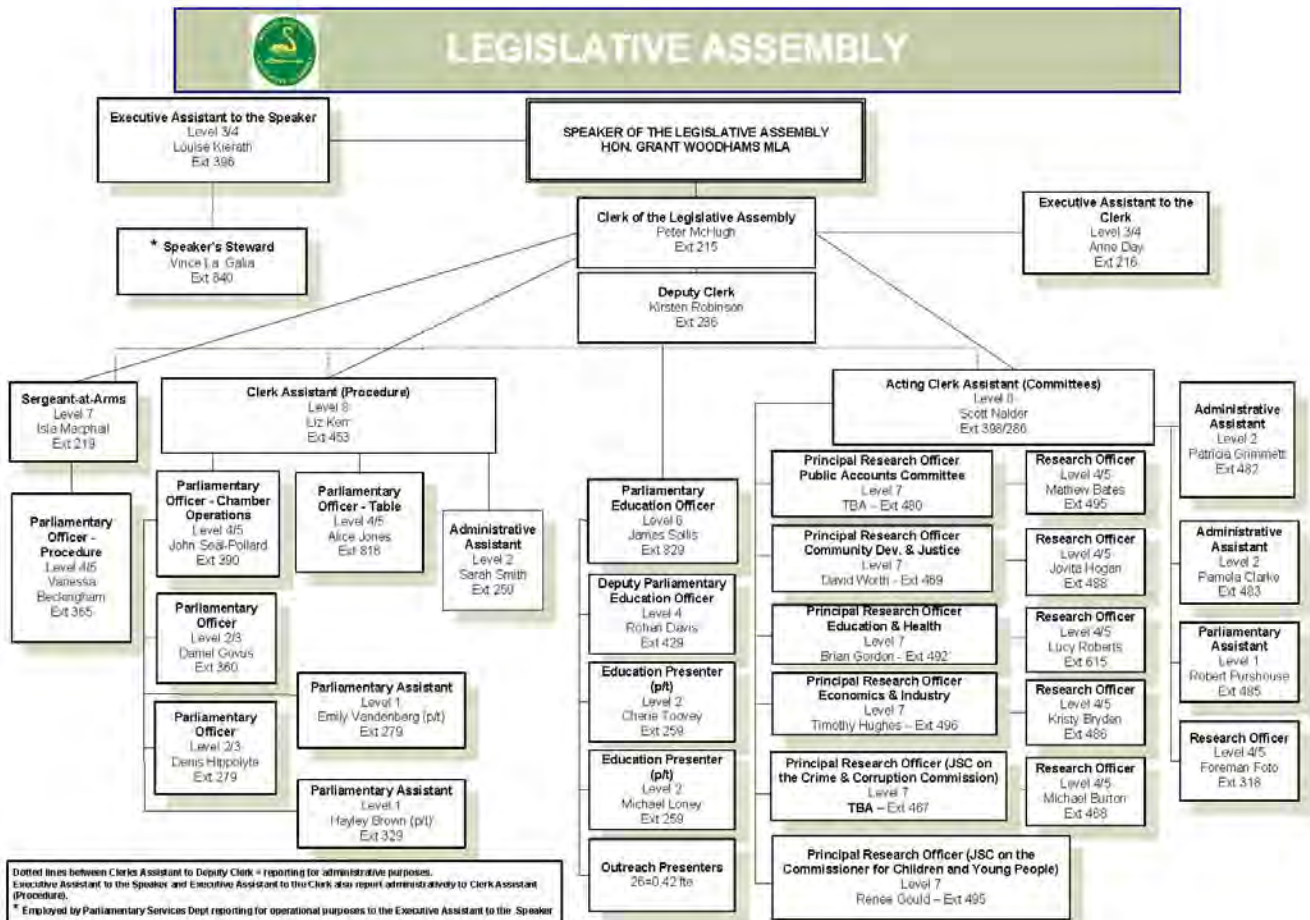 LEGISLATIVE ASSEMBLY
Executive Assistant to the Speaker
Level 3/4
Louise Kierath
Ext 396
SPEAKER OF THE LEGISLATIVE ASSEMBLY
HON. GRANT WOODHAMS MLA
* Speaker's Steward
Vince La Galia
Ext 840
Clerk of the Legislative Assembly
Peter McHugh
Ext 215
Executive Assistant to the
Clerk
Level 3/4
Anne Day
Ext 216
Deputy Clerk
Kirsten Robinson
Ext 236
Sergeant-at-Arms
Level 7
Isla Macphail
Ext 219
Clerk Assistant (Procedure)
Level 8
Liz Kerr
Ext 453
Acting Clerk Assistant (Committees)
Level 8
Scott Nalder
Ext 398/286
Parliamentary
Officer -
Procedure
Level 4/5
Vanessa
Beckingham
Ext 365
Parliamentary
Officer - Chamber
Operations
Level 4/5
John Seal-Pollard
Ext 390
Parliamentary
Officer - Table
Level 4/5
Alice Jones
Ext 818
Administrative
Assistant
Level 2
Sarah Smith
Ext 250
Parliamentary
Officer
Level 2/3
Daniel Govus
Ext 360
Parliamentary
Officer
Level 2/3
Denis Hippolyte
Ext 279
Parliamentary Assistant
Level 1
Emily Vandenberg (p/t)
Ext 279
Parliamentary Assistant
Level 1
Hayley Brown (p/t)
Ext 329
Parliamentary
Education Officer
Level 6
James Sollis
Ext 829
Deputy Parliamentary
Education Officer
Level 4
Rohan Davis
Ext 429
Education Presenter
(p/t)
Level 2
Cherie Toovey
Ext 259
Education Presenter
(p/t)
Level 2
Michael Loney
Ext 259
Outreach Presenters
26=0.42 fte
Principal Research Officer
Public Accounts Committee
Level 7
TBA – Ext 480
Principal Research Officer
Community Dev. & Justice
Level 7
David Worth - Ext 469
Principal Research Officer
Education & Health
Level 7
Brian Gordon - Ext 492
Principal Research Officer
Economics & Industry
Level 7
Timothy Hughes – Ext 496
Principal Research Officer (JSC on
the Crime & Corruption Commission)
Level 7
TBA – Ext 467
Principal Research Officer (JSC on the
Commissioner for Children and Young People)
Level 7
Renee Gould – Ext 495
Research Officer
Level 4/5
Mathew Bates
Ext 495
Research Officer
Level 4/5
Jovita Hogan
Ext 488
Research Officer
Level 4/5
Lucy Roberts
Ext 615
Research Officer
Level 4/5
Kristy Bryden
Ext 486
Research Officer
Level 4/5
Michael Burton
Ext 468
Administrative
Assistant
Level 2
Patricia Grimmett
Ext 482
Administrative
Assistant
Level 2
Pamela Clarke
Ext 483
Parliamentary
Assistant
Level 1
Robert Purshouse
Ext 485
Research Officer
Level 4/5
Foreman Foto
Ext 318
Dotted lines between Clerks Assistant to Deputy Clerk = reporting for administrative purposes.
Executive Assistant to the Speaker and Executive Assistant to the Clerk also report administratively to Clerk Assistant
(Procedure).
* Employed by Parliamentary Services Dept reporting for operational purposes to the Executive Assistant to the Speaker